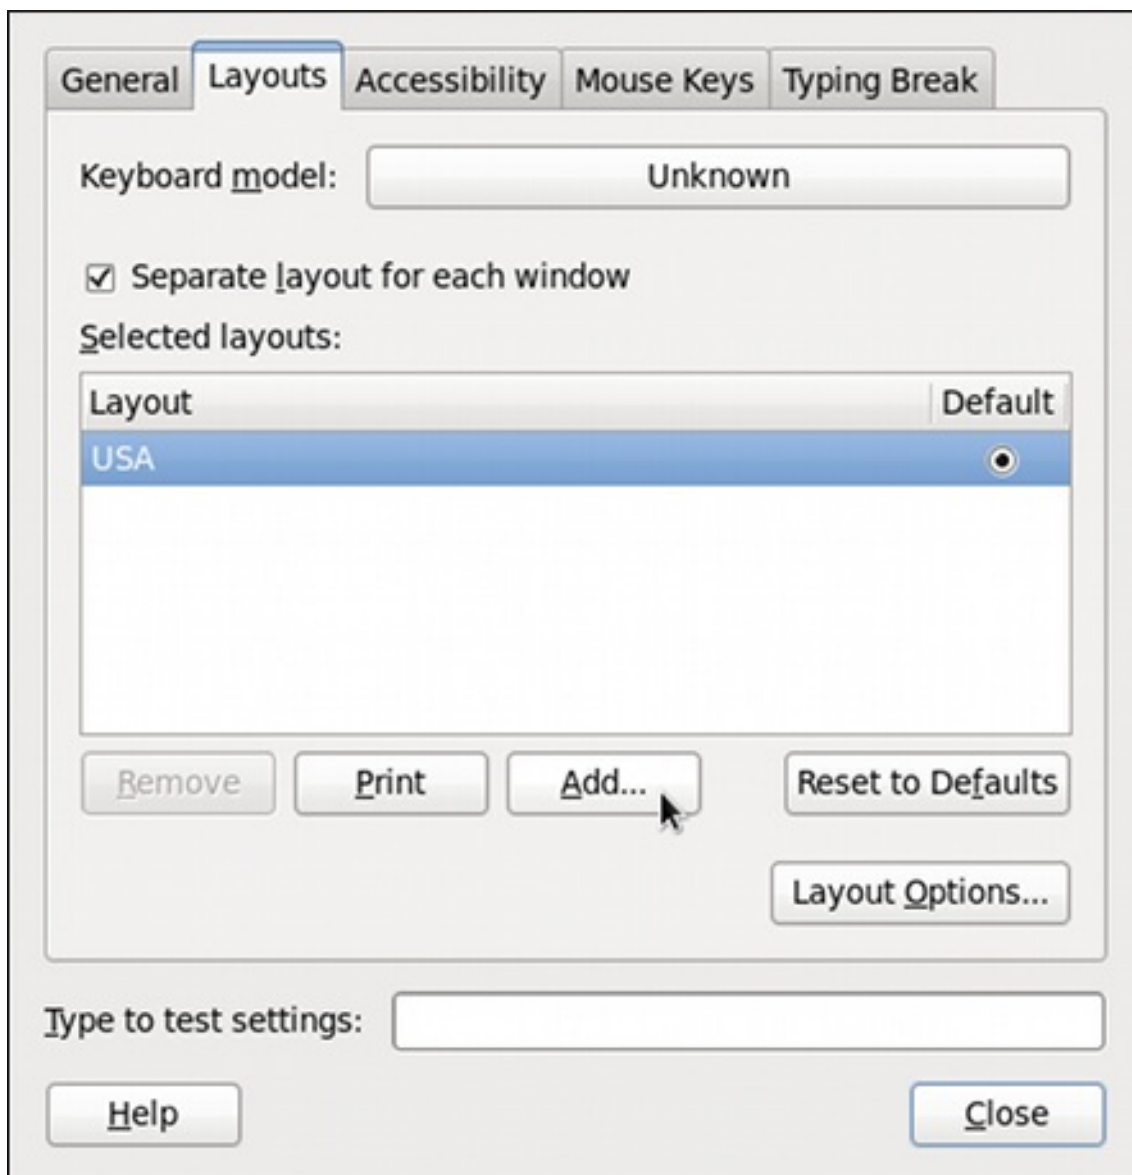 General Layouts Accessibility Mouse Keys Typing Break
Keyboard model: Unknown
Separate layout for each window
Selected layouts:
Layout Default
USA
Remove Print Add... Reset to Defaults
Layout Options...
Type to test settings:
Help Close